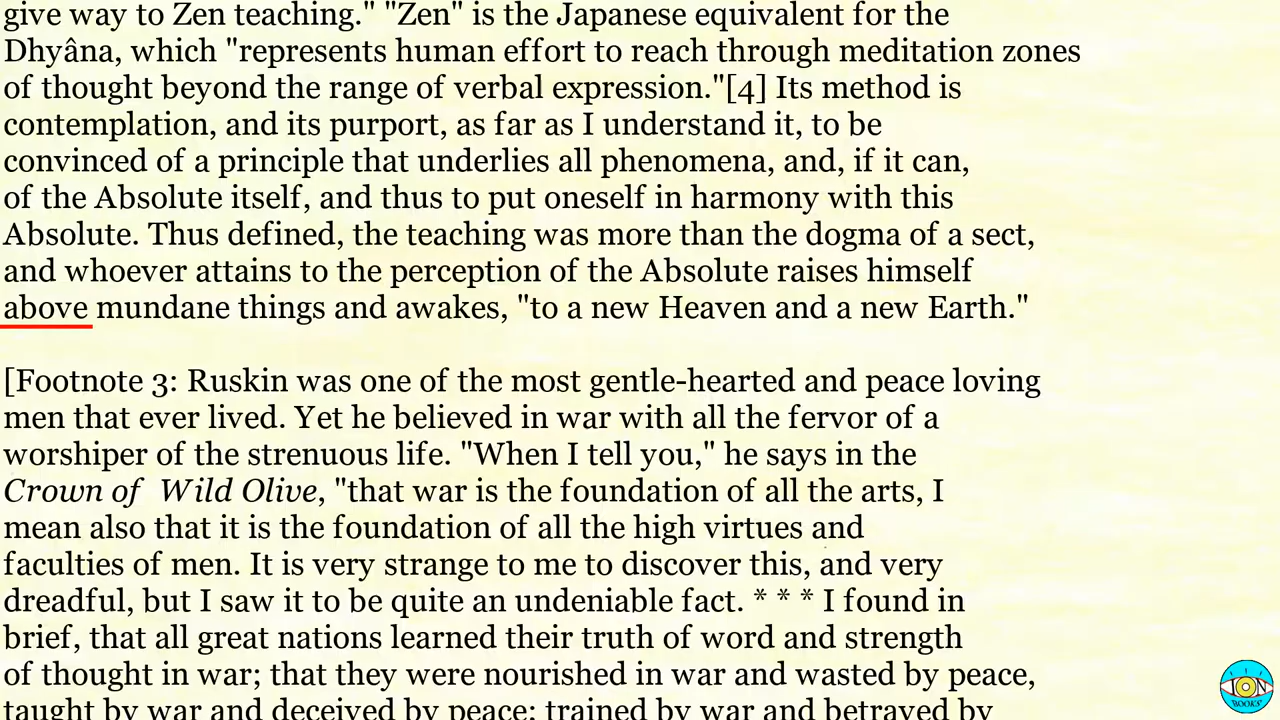 give way to Zen teaching." "Zen" is the Japanese equivalent for the
Dhyâna, which "represents human effort to reach through meditation zones
of thought beyond the range of verbal expression."[4] Its method is
contemplation, and its purport, as far as I understand it, to be
convinced of a principle that underlies all phenomena, and, if it can,
of the Absolute itself, and thus to put oneself in harmony with this
Absolute. Thus defined, the teaching was more than the dogma of a sect,
and whoever attains to the perception of the Absolute raises himself
above mundane things and awakes, "to a new Heaven and a new Earth."
[Footnote 3: Ruskin was one of the most gentle-hearted and peace loving
men that ever lived. Yet he believed in war with all the fervor of a
worshiper of the strenuous life. "When I tell you," he says in the
Crown of Wild Olive, "that war is the foundation of all the arts, I
mean also that it is the foundation of all the high virtues and
faculties of men. It is very strange to me to discover this, and very
dreadful, but I saw it to be quite an undeniable fact. * * * I found in
brief, that all great nations learned their truth of word and strength
of thought in war; that they were nourished in war and wasted by peace,
taught by war and deceived by peace; trained by war and betrayed by
ION
BOOKS